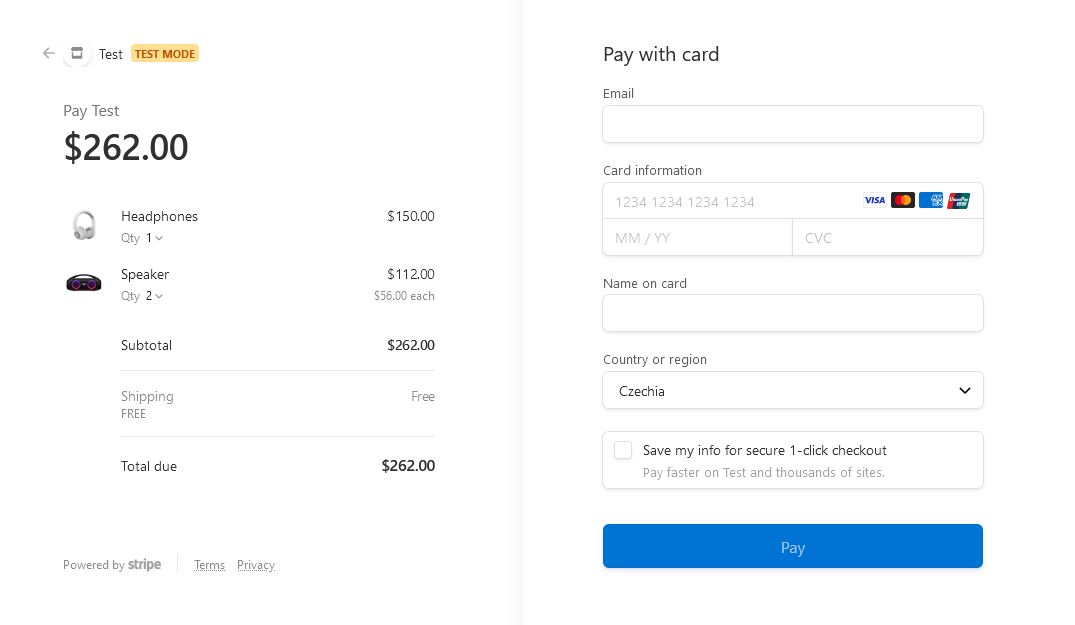 Test TEST MODE
Pay Test
$262.00
Headphones $150.00
Qty 1
Speaker $112.00
Qty 2 $56.00 each
Subtotal $262.00
Shipping Free
FREE
Total due $262.00
Powered by stripe Terms Privacy
Pay with card
Email
Card information
1234 1234 1234 1234 VISA
MM / YY CVC
Name on card
Country or region
Czechia
Save my info for secure 1-click checkout
Pay faster on Test and thousands of sites.
Pay